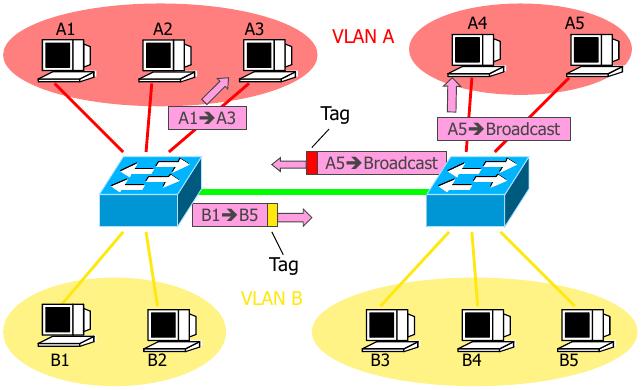 A1
A2
A3
VLAN A
A4
A5
A1➔A3
A5➔Broadcast
Tag
A5➔Broadcast
B1➔B5
Tag
VLAN B
B1
B2
B3
B4
B5